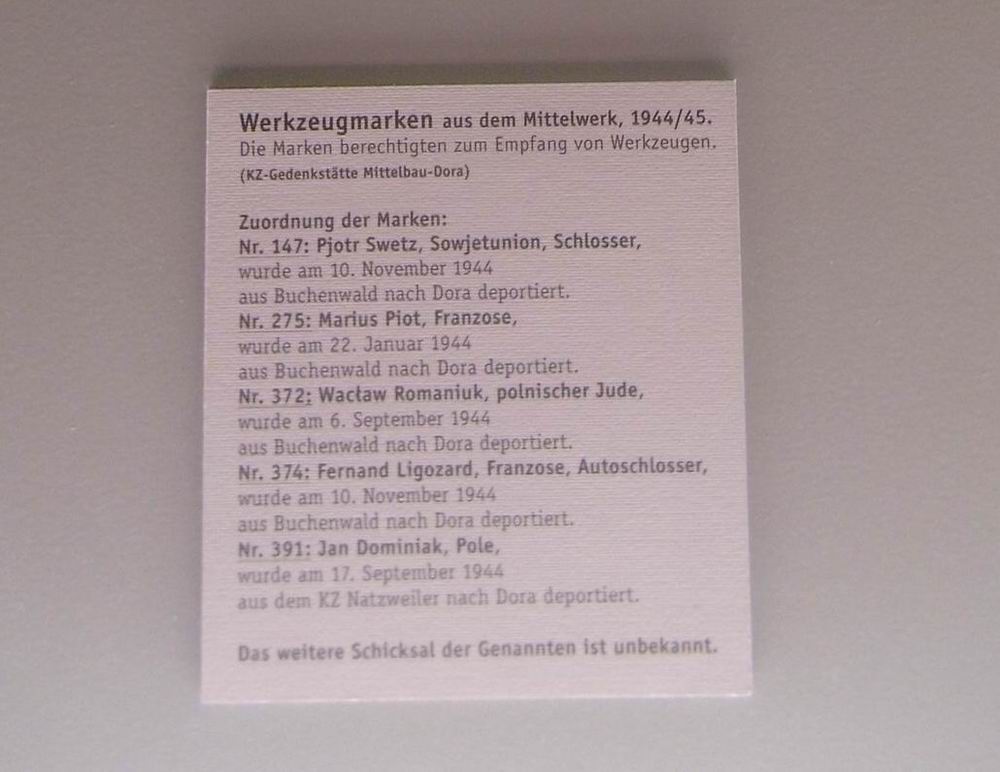 Werkzeugmarken aus dem Mittelwerk, 1944/45.
Die Marken berechtigten zum Empfang von Werkzeugen.
(KZ-Gedenkstätte Mittelbau-Dora)
Zuordnung der Marken:
Nr. 147: Pjotr Swetz, Sowjetunion, Schlosser,
wurde am 10. November 1944
aus Buchenwald nach Dora deportiert.
Nr. 275: Marius Piot, Franzose,
wurde am 22. Januar 1944
aus Buchenwald nach Dora deportiert.
Nr. 372: Wacław Romaniuk, polnischer Jude,
wurde am 6. September 1944
aus Buchenwald nach Dora deportiert.
Nr. 374: Fernand Ligozard, Franzose, Autoschlosser,
wurde am 10. November 1944
aus Buchenwald nach Dora deportiert.
Nr. 391: Jan Dominiak, Pole,
wurde am 17. September 1944
aus dem KZ Natzweiler nach Dora deportiert.
Das weitere Schicksal der Genannten ist unbekannt.